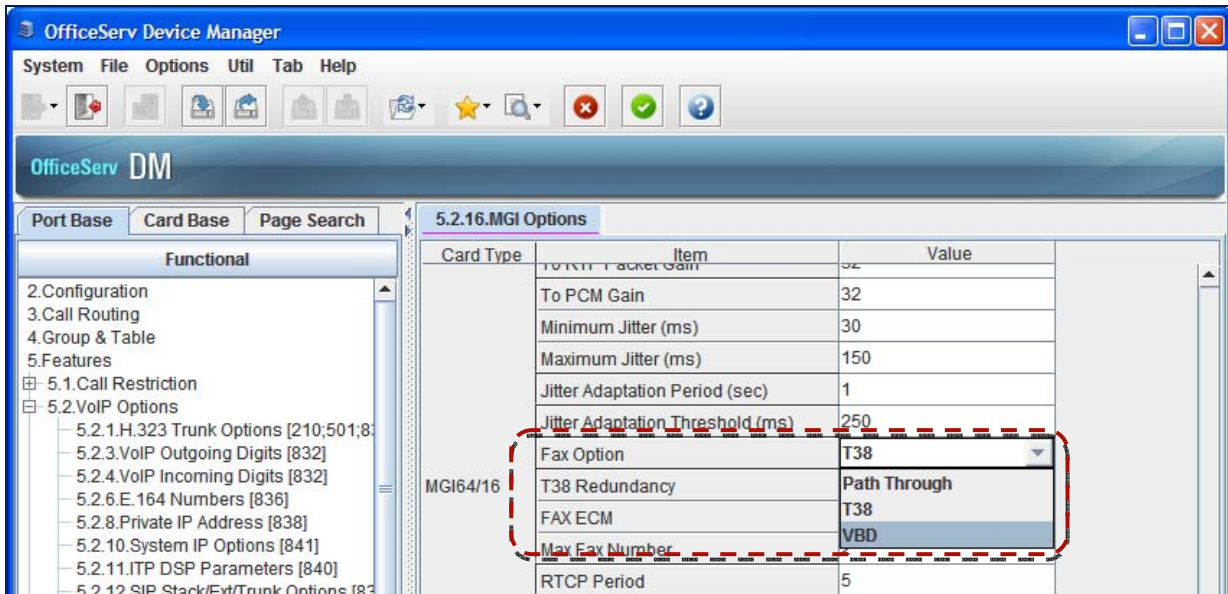 OfficeServ Device Manager
System File Options Util Tab Help
OfficeServ DM
Port Base Card Base Page Search
5.2.16.MGI Options
Functional
Card Type Item Value
2.Configuration
3.Call Routing
4.Group & Table
5.Features
5.1.Call Restriction
5.2.VoIP Options
5.2.1.H.323 Trunk Options [210;501;83
5.2.3.VoIP Outgoing Digits [832]
5.2.4.VoIP Incoming Digits [832]
5.2.6.E.164 Numbers [836]
5.2.8.Private IP Address [838]
5.2.10.System IP Options [841]
5.2.11.ITP DSP Parameters [840]
5.2.12.SIP Stack/Ext/Trunk Options [83
MGI64/16
To RTP Packet Gain 32
To PCM Gain 32
Minimum Jitter (ms) 30
Maximum Jitter (ms) 150
Jitter Adaptation Period (sec) 1
Jitter Adaptation Threshold (ms) 250
Fax Option T38
T38 Redundancy Path Through
T38
FAX ECM
VBD
Max Fax Number
RTCP Period 5